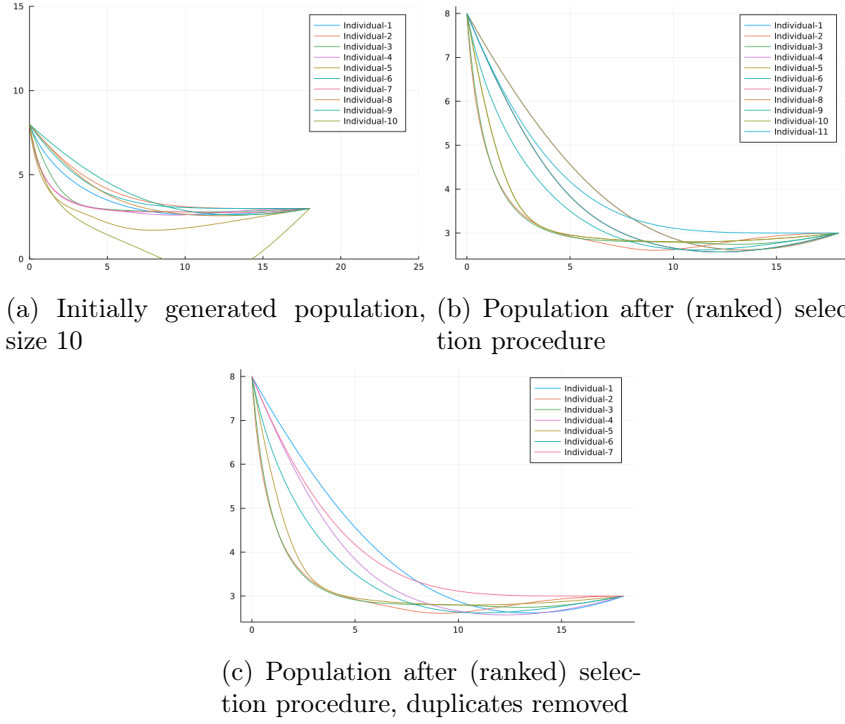 15
10
5
0
0
5
10
15
20
25
Individual-1
Individual-2
Individual-3
Individual-4
Individual-5
Individual-6
Individual-7
Individual-8
Individual-9
Individual-10
8
7
6
5
4
3
0
5
10
15
Individual-1
Individual-2
Individual-3
Individual-4
Individual-5
Individual-6
Individual-7
Individual-8
Individual-9
Individual-10
Individual-11
(a) Initially generated population,
size 10
(b) Population after (ranked) selec-
tion procedure
8
7
6
5
4
3
0
5
10
15
Individual-1
Individual-2
Individual-3
Individual-4
Individual-5
Individual-6
Individual-7
(c) Population after (ranked) selec-
tion procedure, duplicates removed